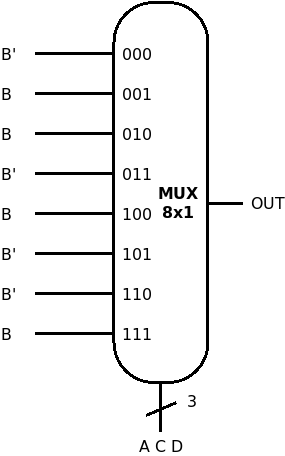 B' 000
B 001
B 010
B' 011
MUX
B 100 8x1 OUT
B' 101
B' 110
B 111
3
A C D